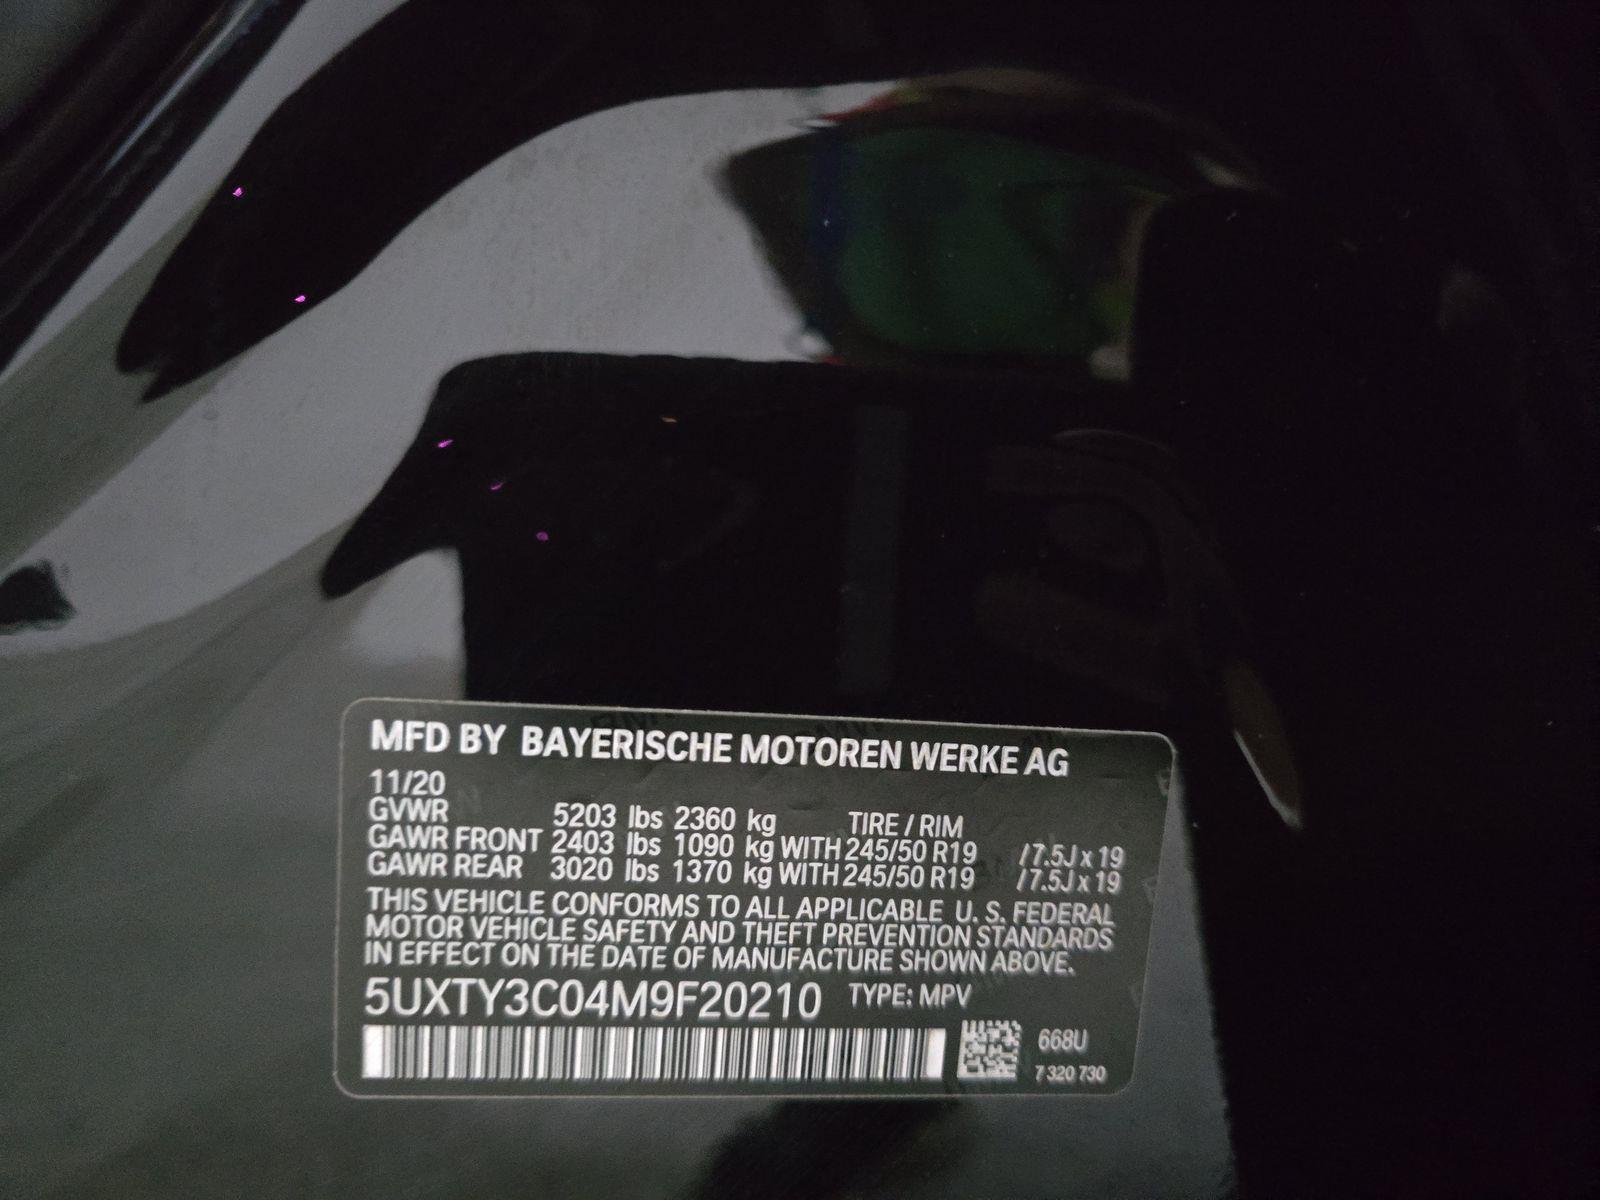 MFD BY BAYERISCHE MOTOREN WERKE AG
11/20
GVWR 5203 lbs 2360 kg TIRE / RIM
GAWR FRONT 2403 lbs 1090 kg WITH 245/50 R19 /7.5J x 19
GAWR REAR 3020 lbs 1370 kg WITH 245/50 R19 /7.5J x 19
THIS VEHICLE CONFORMS TO ALL APPLICABLE U. S. FEDERAL
MOTOR VEHICLE SAFETY AND THEFT PREVENTION STANDARDS
IN EFFECT ON THE DATE OF MANUFACTURE SHOWN ABOVE.
5UXTY3C04M9F20210 TYPE: MPV
668U
7 320 730